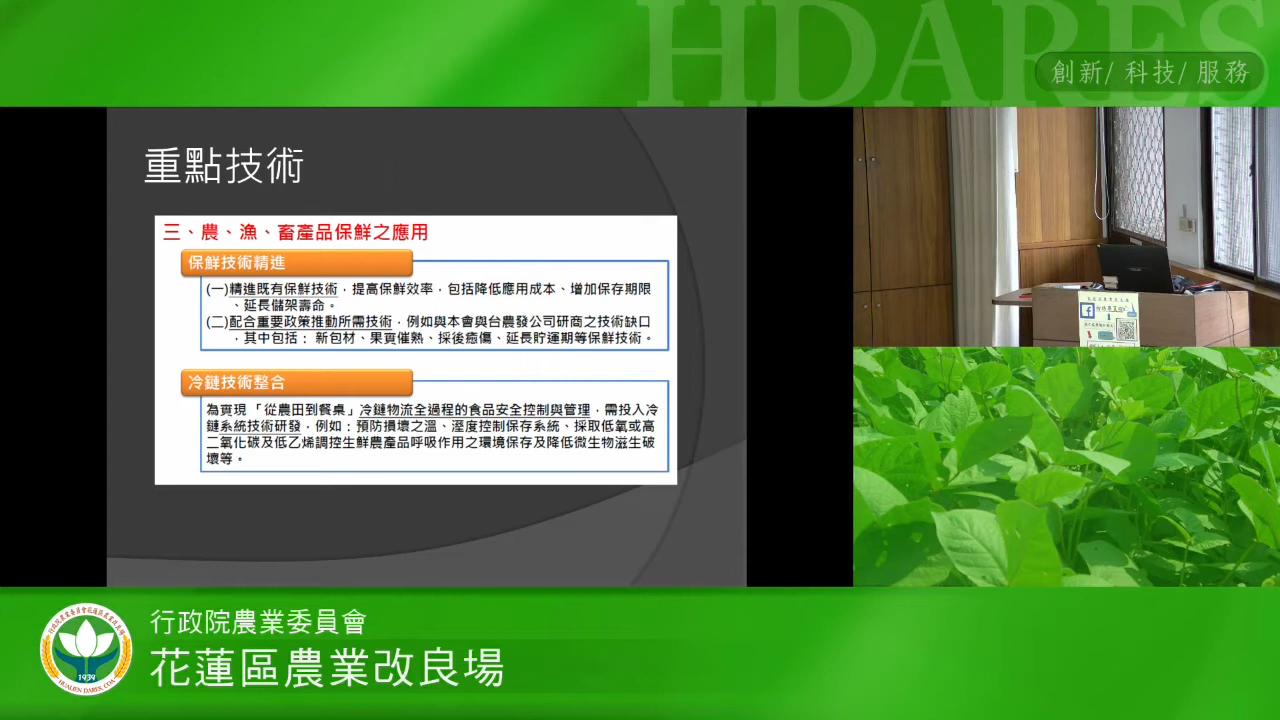 HDARES
創新/ 科技/ 服務
重點技術
三、農、漁、畜產品保鮮之應用
保鮮技術精進
(一)精進既有保鮮技術，提高保鮮效率，包括降低應用成本、增加保存期限
、延長儲架壽命。
(二)配合重要政策推動所需技術，例如與本會與台農發公司研商之技術缺口
，其中包括： 新包材、果實催熟、採後癒傷、延長貯運期等保鮮技術。
冷鏈技術整合
為實現「從農田到餐桌」冷鏈物流全過程的食品安全控制與管理，需投入冷
鏈系統技術研發，例如：預防損壞之溫、溼度控制保存系統、採取低氧或高
二氧化碳及低乙烯調控生鮮農產品呼吸作用之環境保存及降低微生物滋生破
壞等。
行政院農業委員會
花蓮區農業改良場
1939
HUALIEN DARES, COA